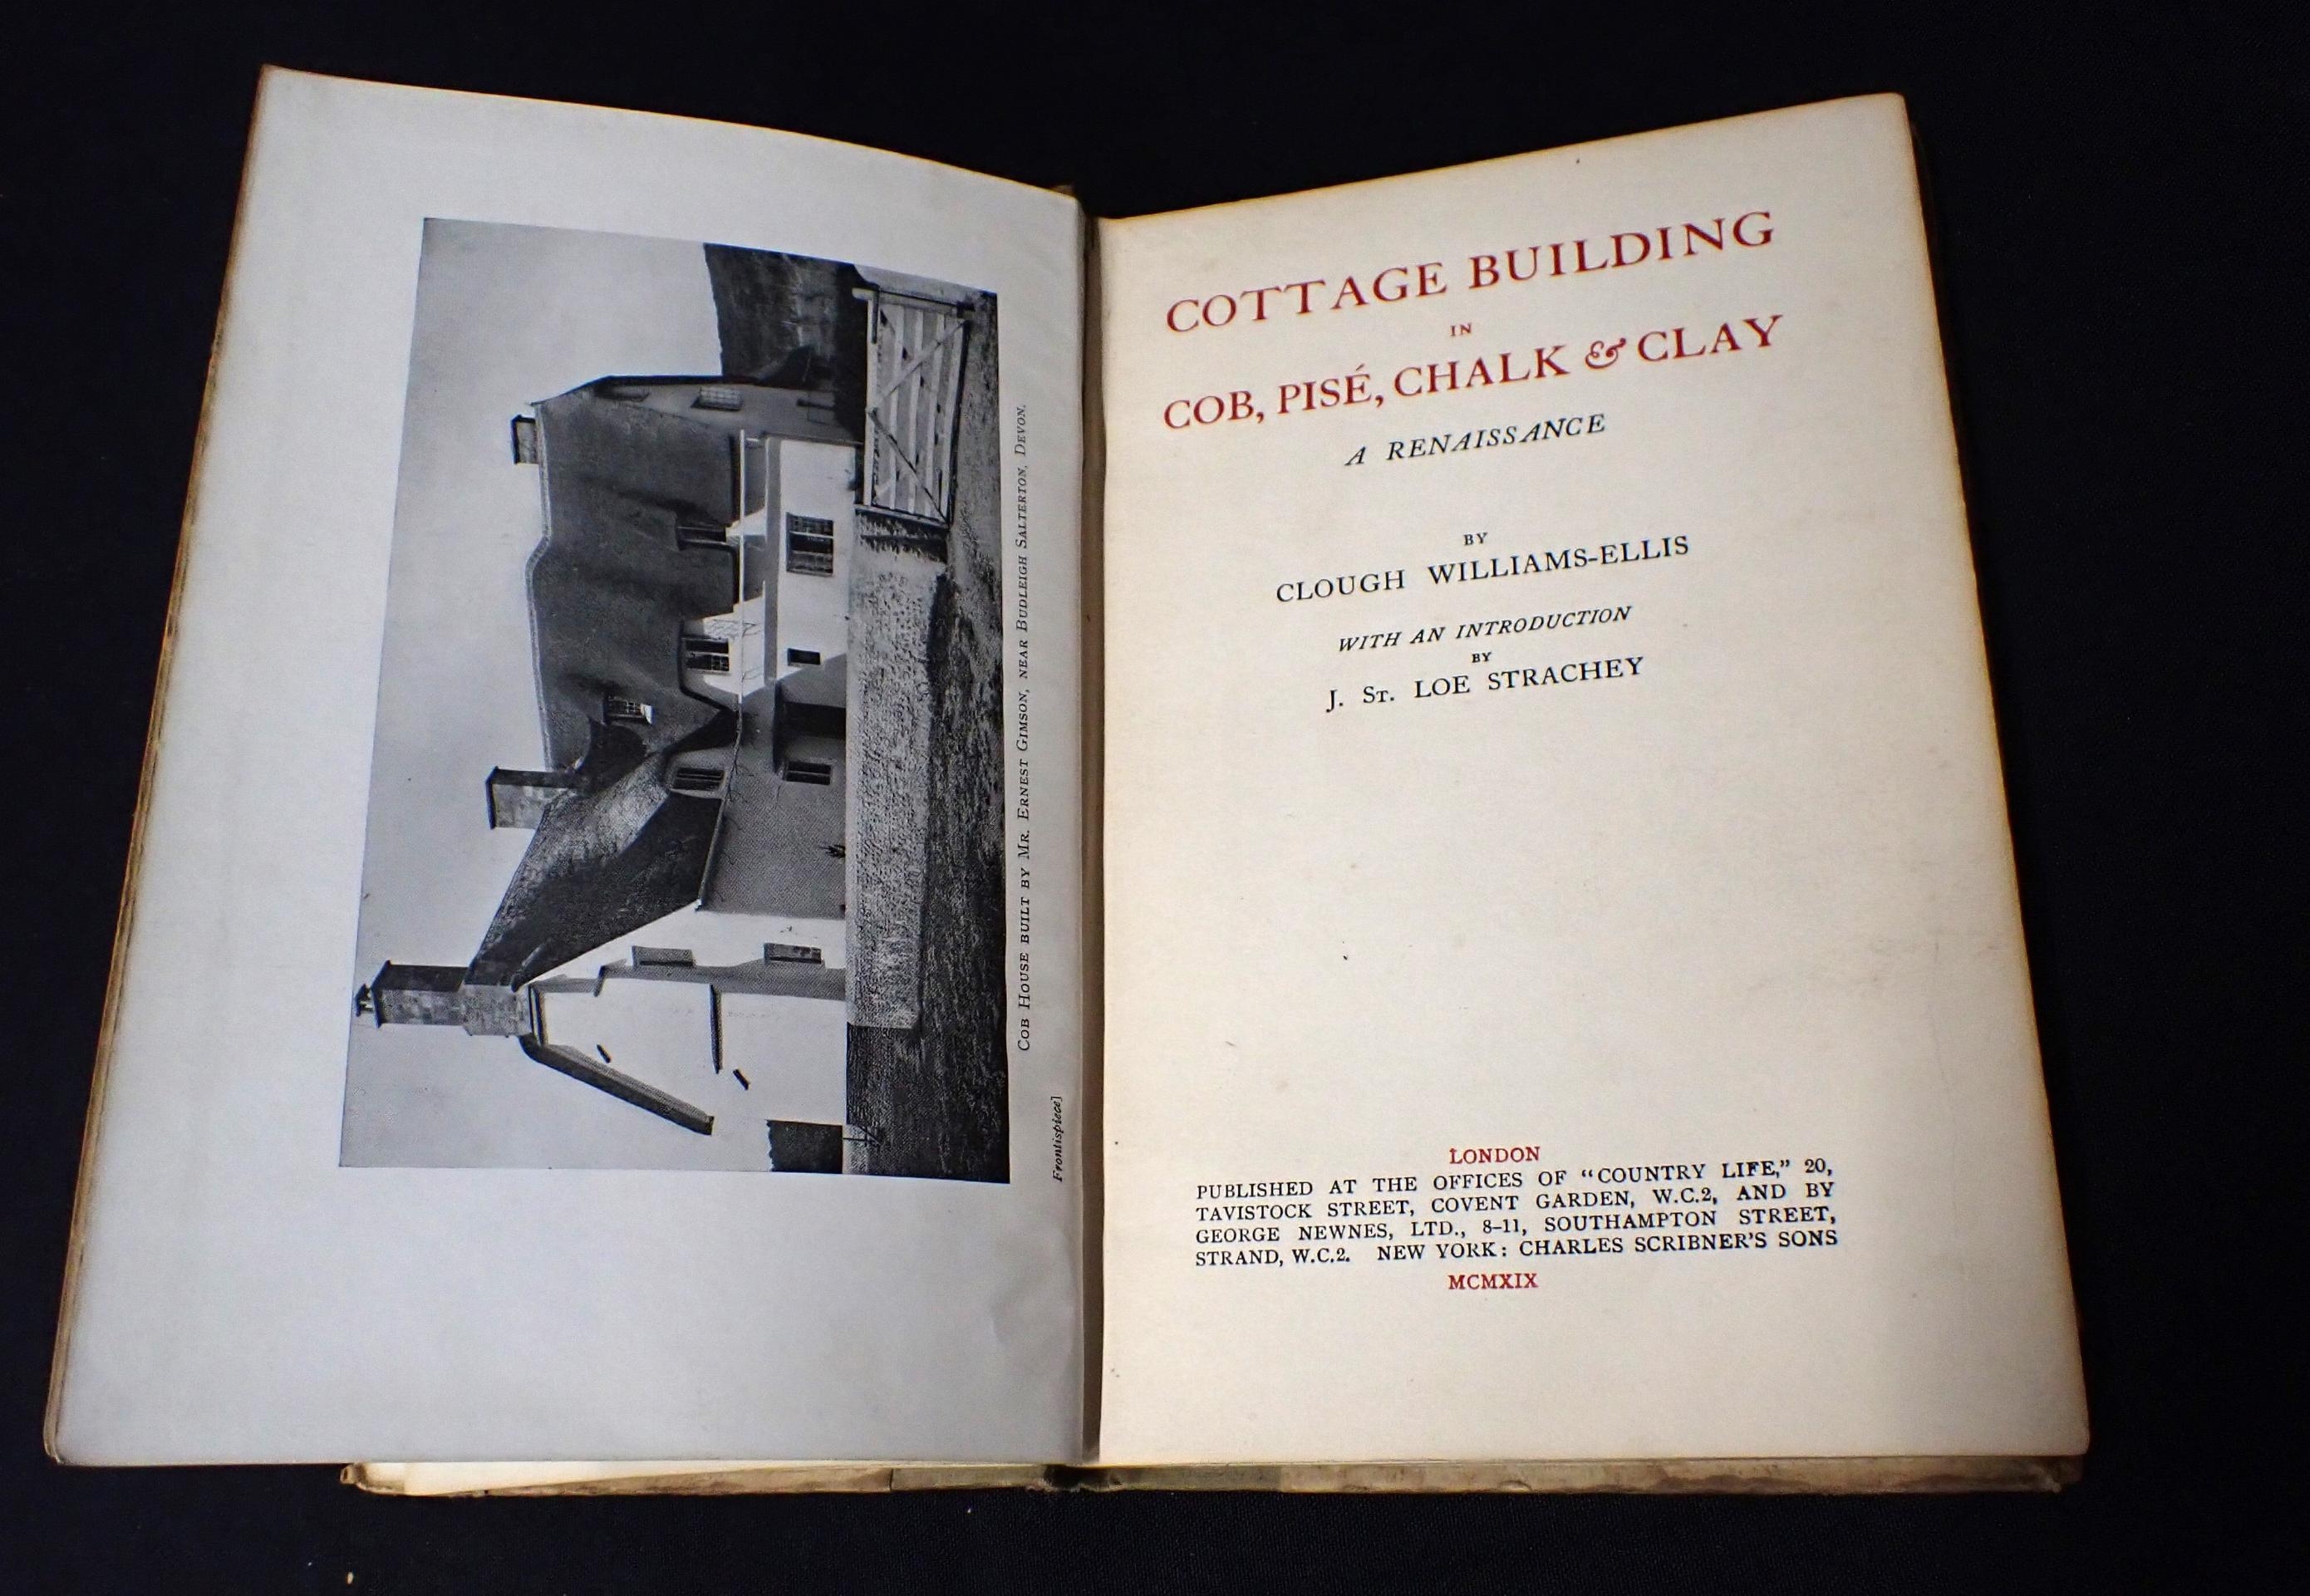 COB HOUSE BUILT BY MR. ERNEST GIMSON, NEAR BUDLEIGH SALTERTON, DEVON.
Frontispiece]
COTTAGE BUILDING
IN
COB, PISÉ, CHALK & CLAY
A RENAISSANCE
BY
CLOUGH WILLIAMS-ELLIS
WITH AN INTRODUCTION
BY
J. ST. LOE STRACHEY
LONDON
PUBLISHED AT THE OFFICES OF “COUNTRY LIFE,” 20,
TAVISTOCK STREET, COVENT GARDEN, W.C.2, AND BY
GEORGE NEWNES, LTD., 8–11, SOUTHAMPTON STREET,
STRAND, W.C.2. NEW YORK: CHARLES SCRIBNER’S SONS
MCMXIX